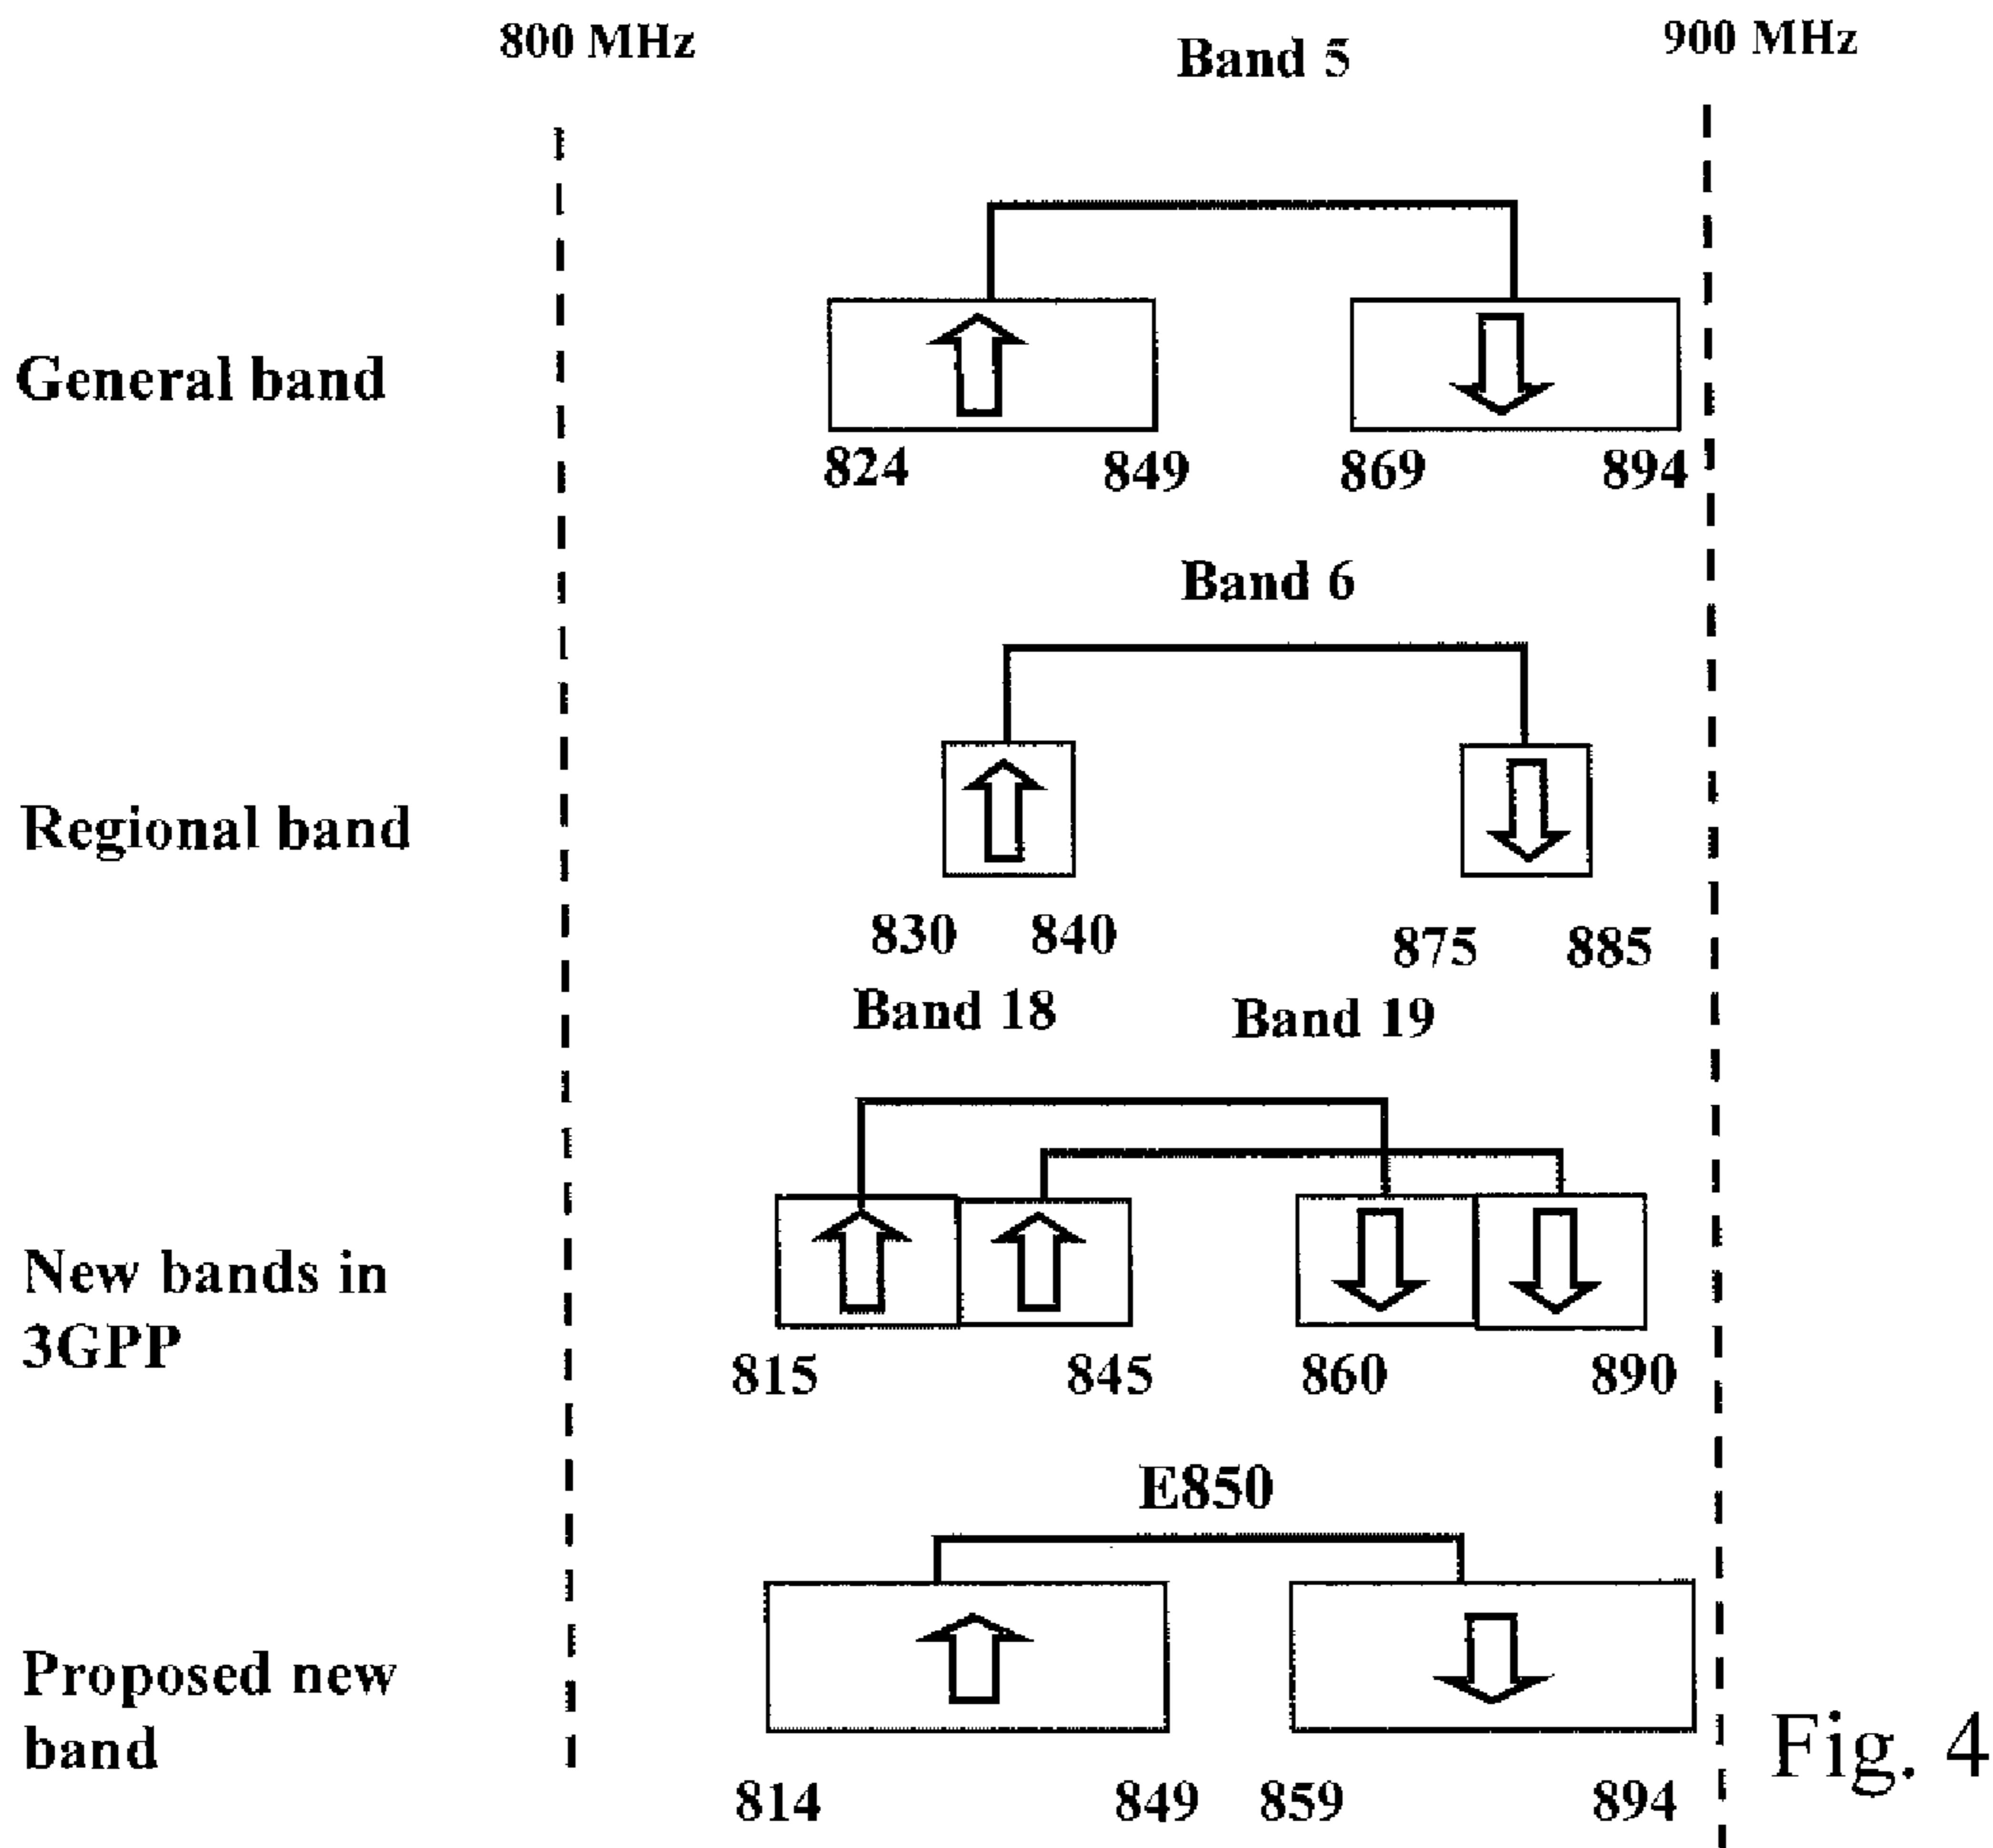 800 MHz
Band 5
900 MHz
General band
824
849
869
894
Band 6
Regional band
830
840
875
885
Band 18
Band 19
New bands in
3GPP
815
845
860
890
E850
Proposed new
band
814
849
859
894
Fig. 4